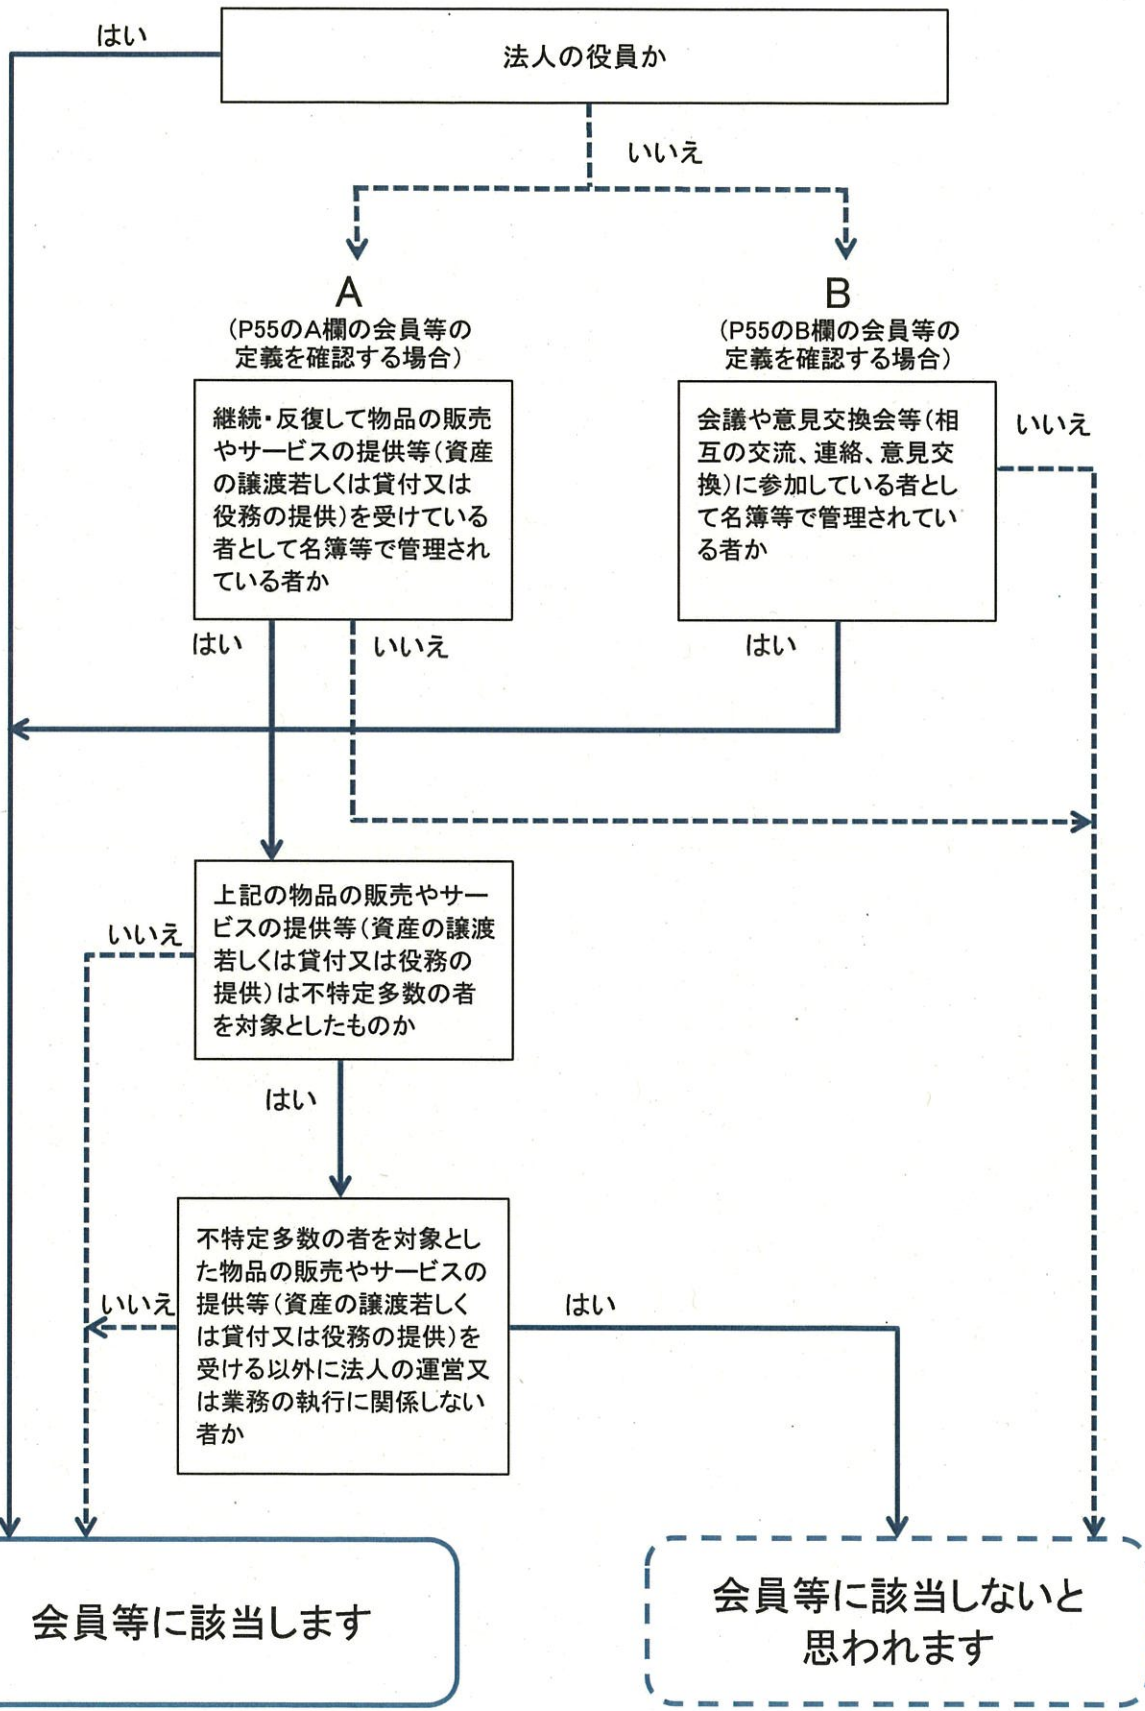 はい
法人の役員か
いいえ
A
(P55のA欄の会員等の
定義を確認する場合)
継続・反復して物品の販売
やサービスの提供等(資産
の譲渡若しくは貸付又は
役務の提供)を受けている
者として名簿等で管理され
ている者か
はい
いいえ
B
(P55のB欄の会員等の
定義を確認する場合)
会議や意見交換会等(相
互の交流、連絡、意見交
換)に参加している者とし
て名簿等で管理されてい
る者か
いいえ
はい
上記の物品の販売やサー
ビスの提供等(資産の譲渡
若しくは貸付又は役務の
提供)は不特定多数の者
を対象としたものか
いいえ
はい
不特定多数の者を対象とし
た物品の販売やサービスの
提供等(資産の譲渡若しく
は貸付又は役務の提供)を
受ける以外に法人の運営又
は業務の執行に関係しない
者か
いいえ
はい
会員等に該当します
会員等に該当しないと
思われます